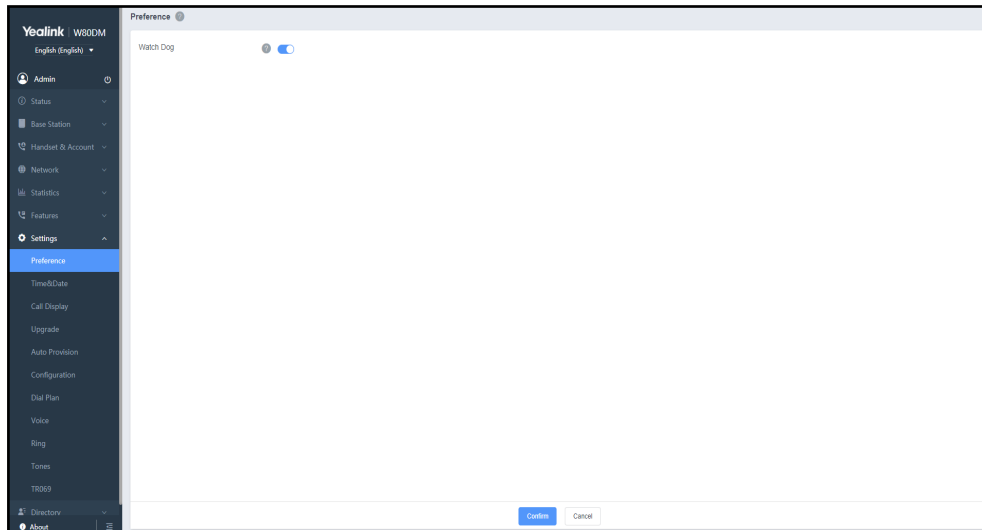 Yealink | W80DM
English (English)
Admin
Status
Base Station
Handset & Account
Network
Statistics
Features
Settings
Preference
Time&Date
Call Display
Upgrade
Auto Provision
Configuration
Dial Plan
Voice
Ring
Tones
TR069
Directory
About
Preference ?
Watch Dog ?
Confirm Cancel